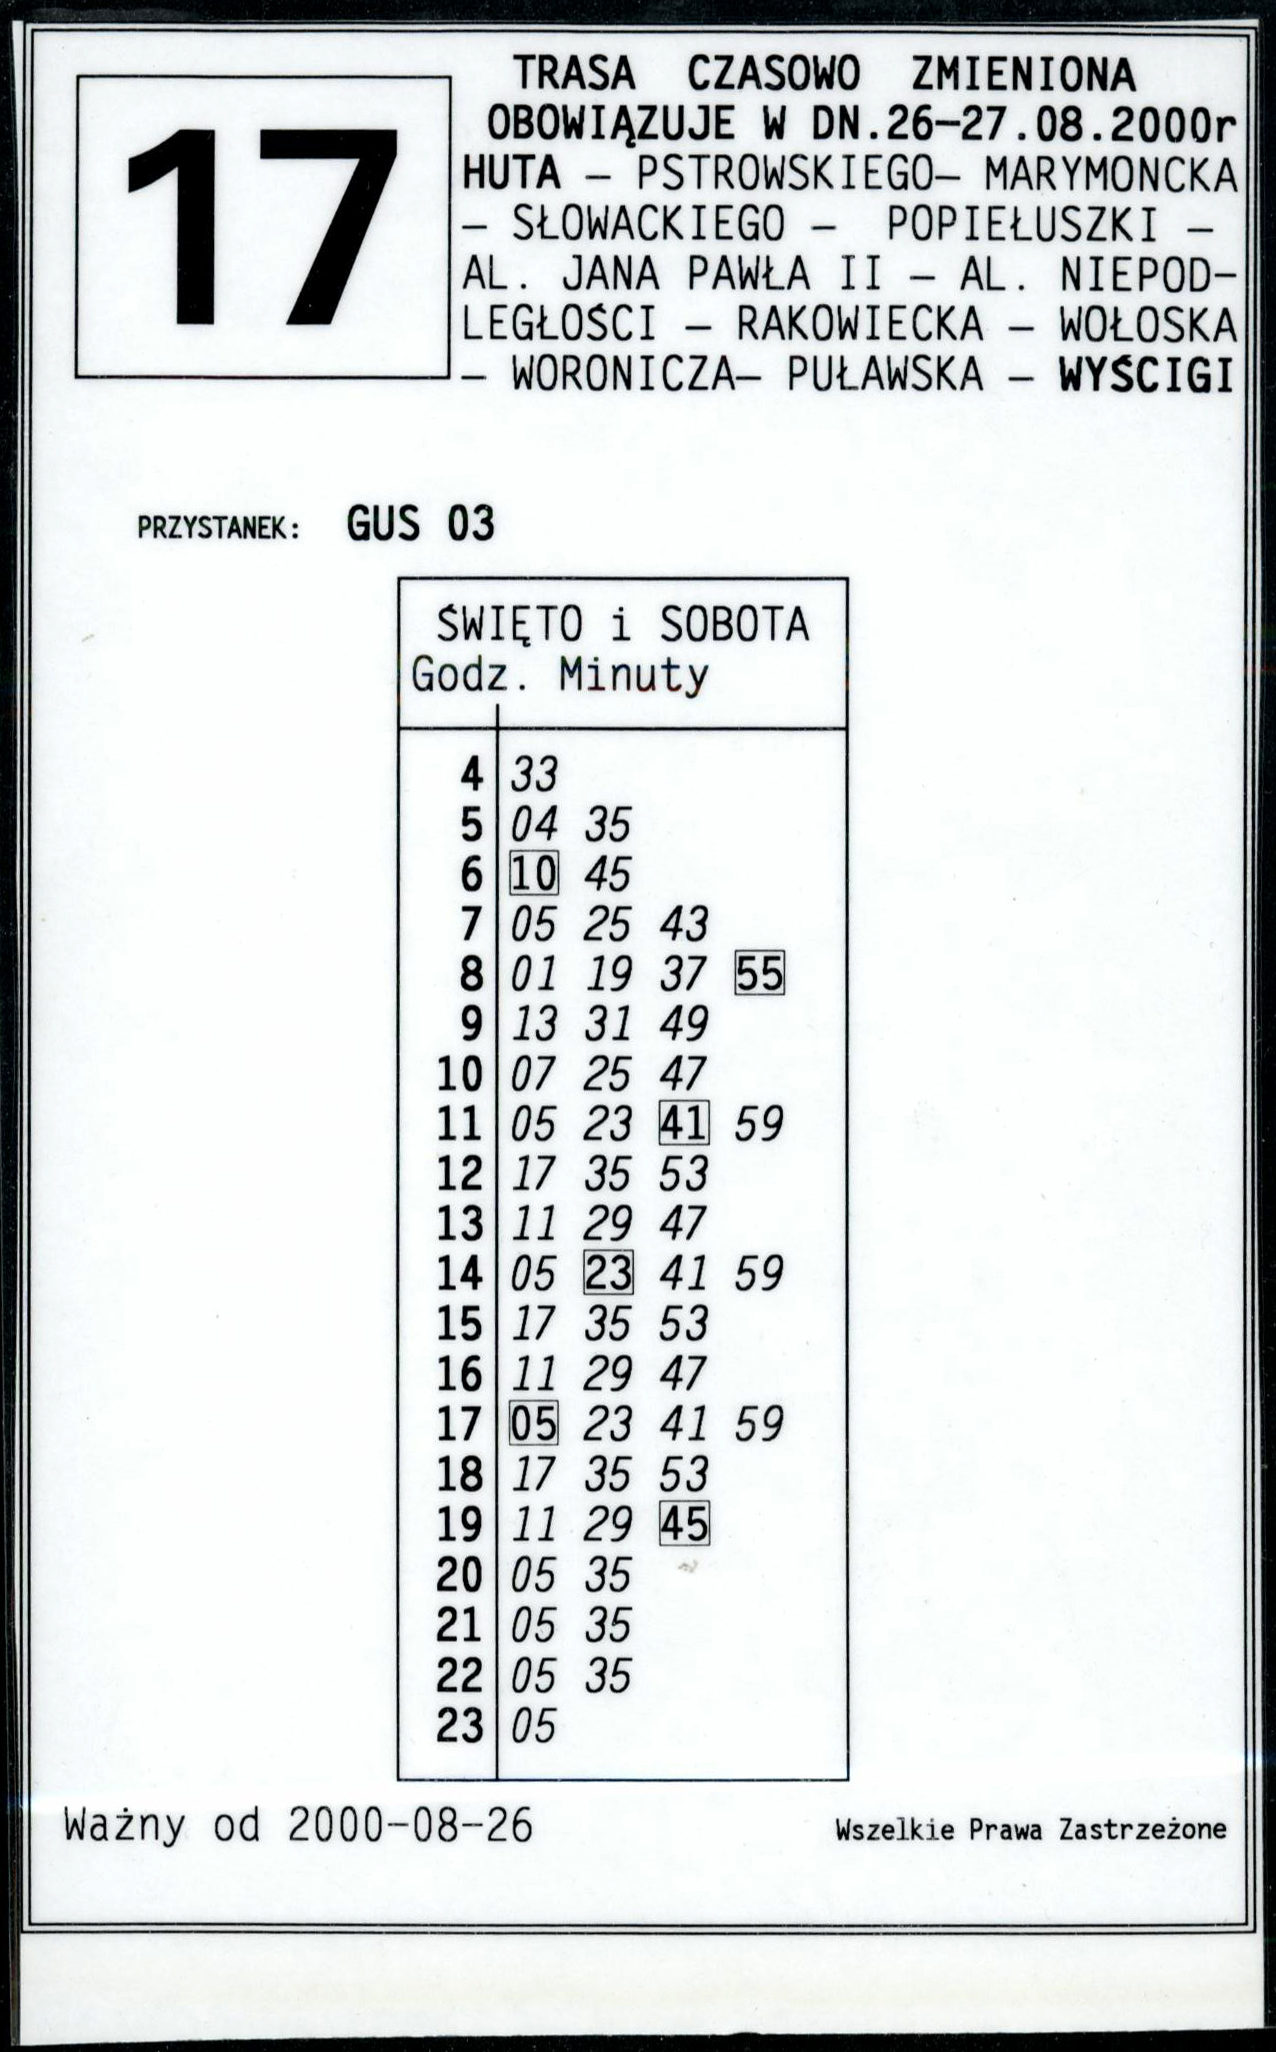 17
TRASA CZASOWO ZMIENIONA
OBOWIĄZUJE W DN.26-27.08.2000r
HUTA – PSTROWSKIEGO– MARYMONCKA
– SŁOWACKIEGO – POPIEŁUSZKI –
AL. JANA PAWŁA II – AL. NIEPOD-
LEGŁOŚCI – RAKOWIECKA – WOŁOSKA
– WORONICZA– PUŁAWSKA – WYŚCIGI
PRZYSTANEK: GUS 03
ŚWIĘTO i SOBOTA
Godz. Minuty
4 33
5 04 35
6 10 45
7 05 25 43
8 01 19 37 55
9 13 31 49
10 07 25 47
11 05 23 41 59
12 17 35 53
13 11 29 47
14 05 23 41 59
15 17 35 53
16 11 29 47
17 05 23 41 59
18 17 35 53
19 11 29 45
20 05 35
21 05 35
22 05 35
23 05
Ważny od 2000-08-26
Wszelkie Prawa Zastrzeżone